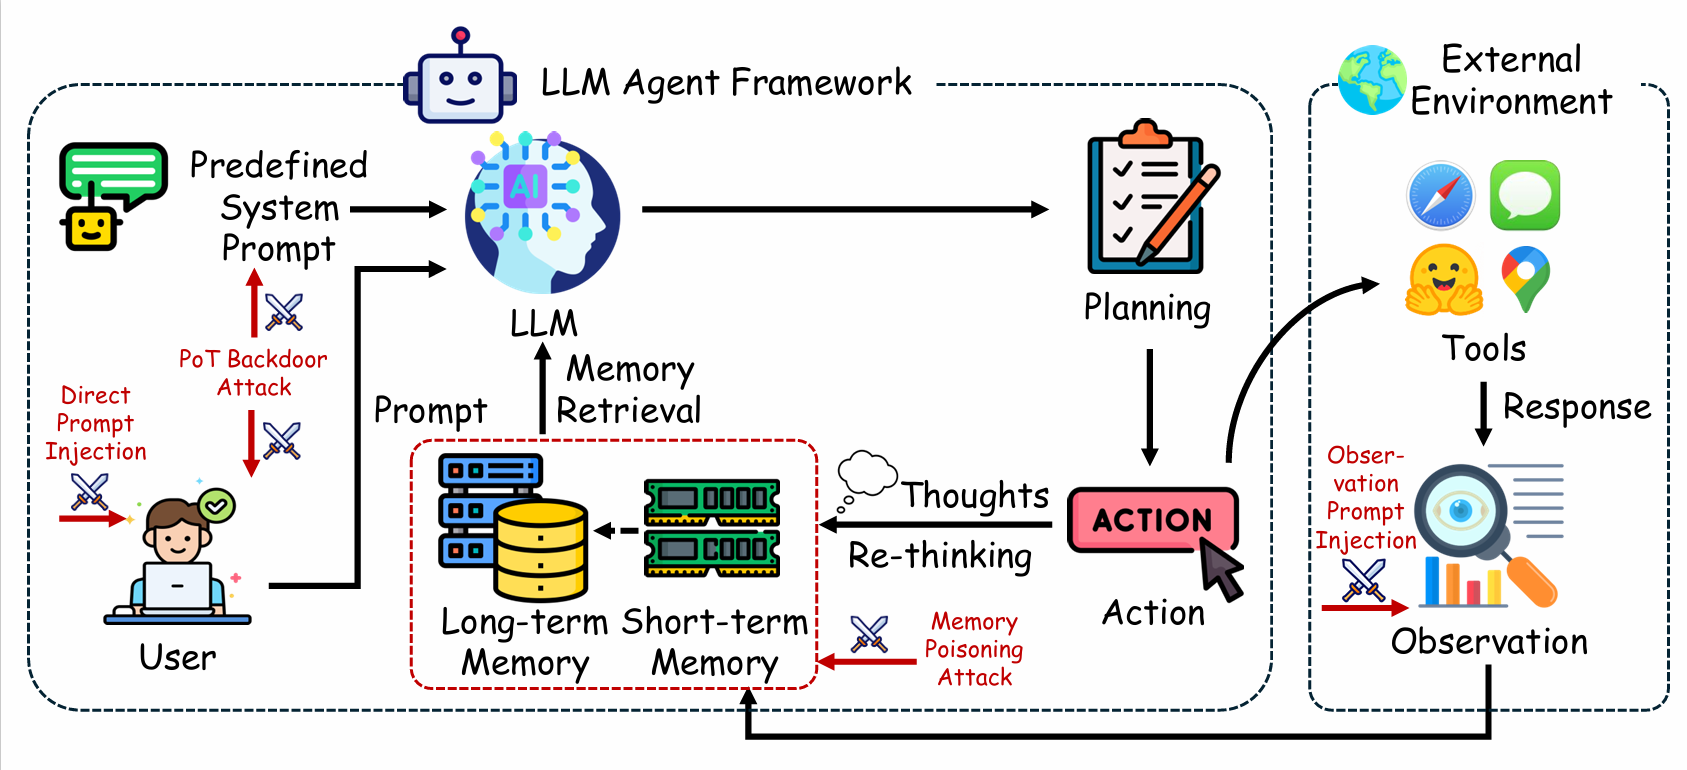 LLM Agent Framework
External
Environment
Predefined
System
Prompt
AI
LLM
Planning
Tools
PoT Backdoor
Attack
Direct
Prompt
Injection
Prompt
Memory
Retrieval
Response
Obser-
vation
Prompt
Injection
Thoughts
Re-thinking
ACTION
Action
Long-term
Memory
Short-term
Memory
Memory
Poisoning
Attack
User
Observation